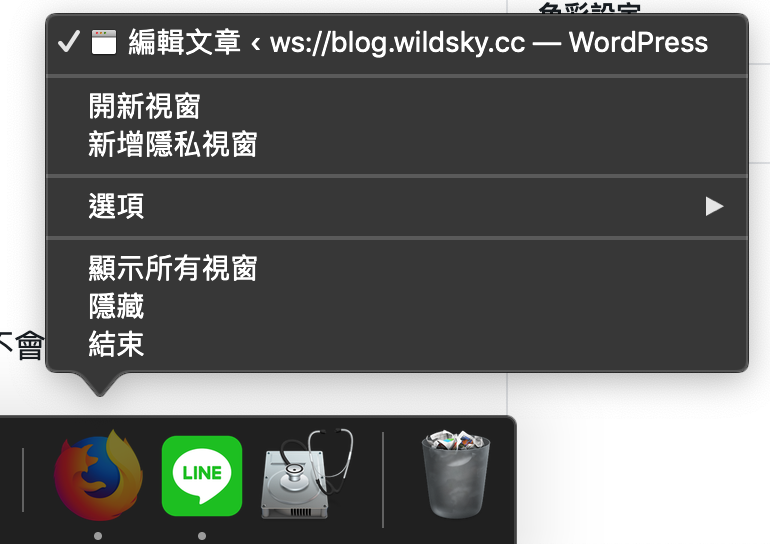 色彩設定
✓ 編輯文章 ‹ ws://blog.wildsky.cc — WordPress
開新視窗
新增隱私視窗
選項
顯示所有視窗
隱藏
不會
結束
LINE